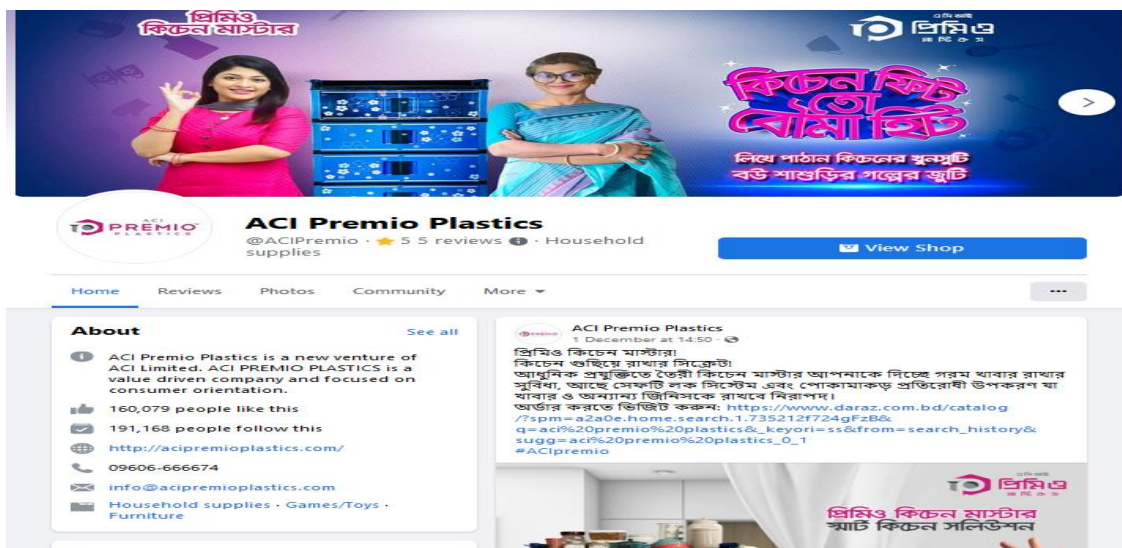 প্রিমিও
কিচেন মাস্টার
এ সি আই
প্রিমিও
প্লাস্টিকস
কিচেন ফিট
তো
বৌমা হিট
লিখে পাঠান কিচেনের খুনসুটি
বউ শাশুড়ির গল্পের জুটি
ACI
PREMIO
PLASTICS
ACI Premio Plastics
@ACIPremio · 5 5 reviews · Household
supplies
View Shop
Home Reviews Photos Community More
About See all
ACI Premio Plastics is a new venture of
ACI Limited. ACI PREMIO PLASTICS is a
value driven company and focused on
consumer orientation.
160,079 people like this
191,168 people follow this
http://acipremioplastics.com/
09606-666674
info@acipremioplastics.com
Household supplies · Games/Toys ·
Furniture
ACI Premio Plastics
1 December at 14:50 ·
প্রিমিও কিচেন মাস্টার!
কিচেন গুছিয়ে রাখার সিক্রেট!
আধুনিক প্রযুক্তিতে তৈরী কিচেন মাস্টার আপনাকে দিচ্ছে গরম খাবার রাখার
সুবিধা, আছে সেফটি লক সিস্টেম এবং পোকামাকড় প্রতিরোধী উপকরণ যা
খাবার ও অন্যান্য জিনিসকে রাখবে নিরাপদ।
অর্ডার করতে ভিজিট করুন: https://www.daraz.com.bd/catalog
/?spm=a2a0e.home.search.1.735212f724gFzB&
q=aci%20premio%20plastics&_keyori=ss&from=search_history&
sugg=aci%20premio%20plastics_0_1
#ACIpremio
প্রিমিও
প্রিমিও কিচেন মাস্টার
স্মার্ট কিচেন সলিউশন